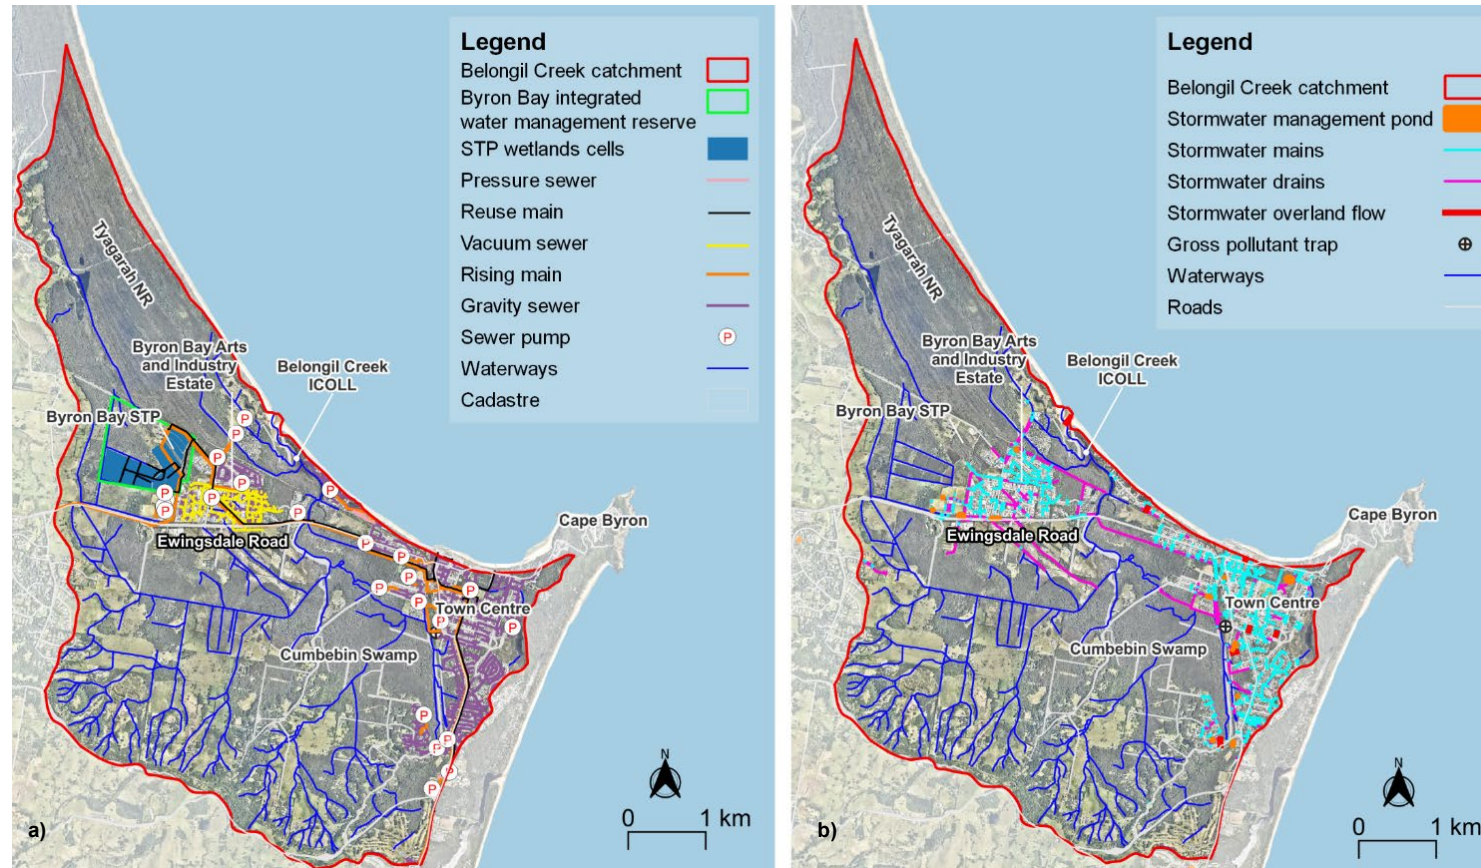 Legend
Belongil Creek catchment
Byron Bay integrated
water management reserve
STP wetlands cells
Pressure sewer
Reuse main
Vacuum sewer
Rising main
Gravity sewer
Sewer pump
P
Waterways
Cadastre
Tyagarah NR
Byron Bay Arts
and Industry
Estate
Belongil Creek
ICOLL
Byron Bay STP
P
P
P
P
P
P
P
P
P
P
Ewingsdale Road
Cape Byron
P
P
P
P
P
P
Town Centre
P
P
Cumbebin Swamp
P
P
P
P
P
N
0 1 km
a)
Legend
Belongil Creek catchment
Stormwater management pond
Stormwater mains
Stormwater drains
Stormwater overland flow
Gross pollutant trap
Waterways
Roads
Tyagarah NR
Byron Bay Arts
and Industry
Estate
Belongil Creek
ICOLL
Byron Bay STP
Ewingsdale Road
Cape Byron
Town Centre
Cumbebin Swamp
N
0 1 km
b)